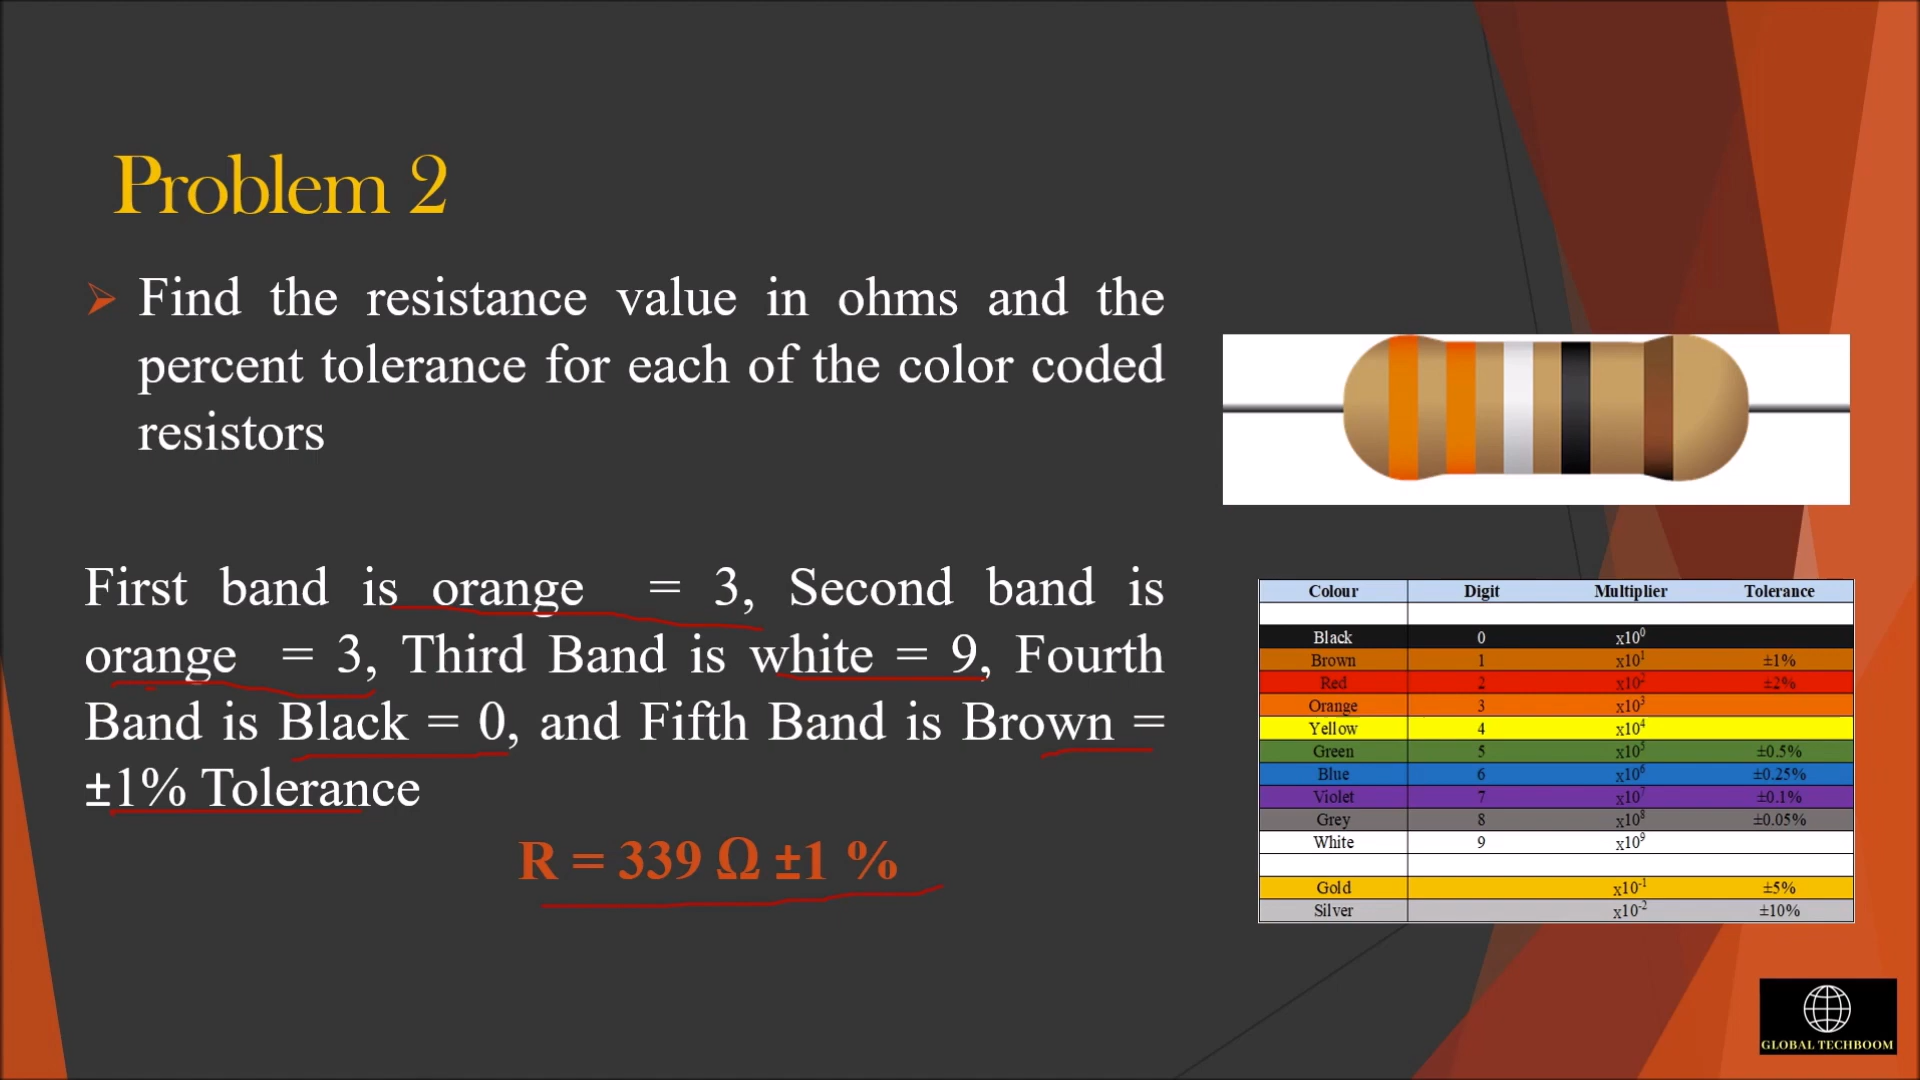 Problem 2
Find the resistance value in ohms and the
percent tolerance for each of the color coded
resistors
First band is orange = 3, Second band is
orange = 3, Third Band is white = 9, Fourth
Band is Black = 0, and Fifth Band is Brown =
±1% Tolerance
R = 339 Ω ±1 %
Colour Digit Multiplier Tolerance
Black 0 x10⁰
Brown 1 x10¹ ±1%
Red 2 x10² ±2%
Orange 3 x10³
Yellow 4 x10⁴
Green 5 x10⁵ ±0.5%
Blue 6 x10⁶ ±0.25%
Violet 7 x10⁷ ±0.1%
Grey 8 x10⁸ ±0.05%
White 9 x10⁹
Gold x10⁻¹ ±5%
Silver x10⁻² ±10%
GLOBAL TECHBOOM